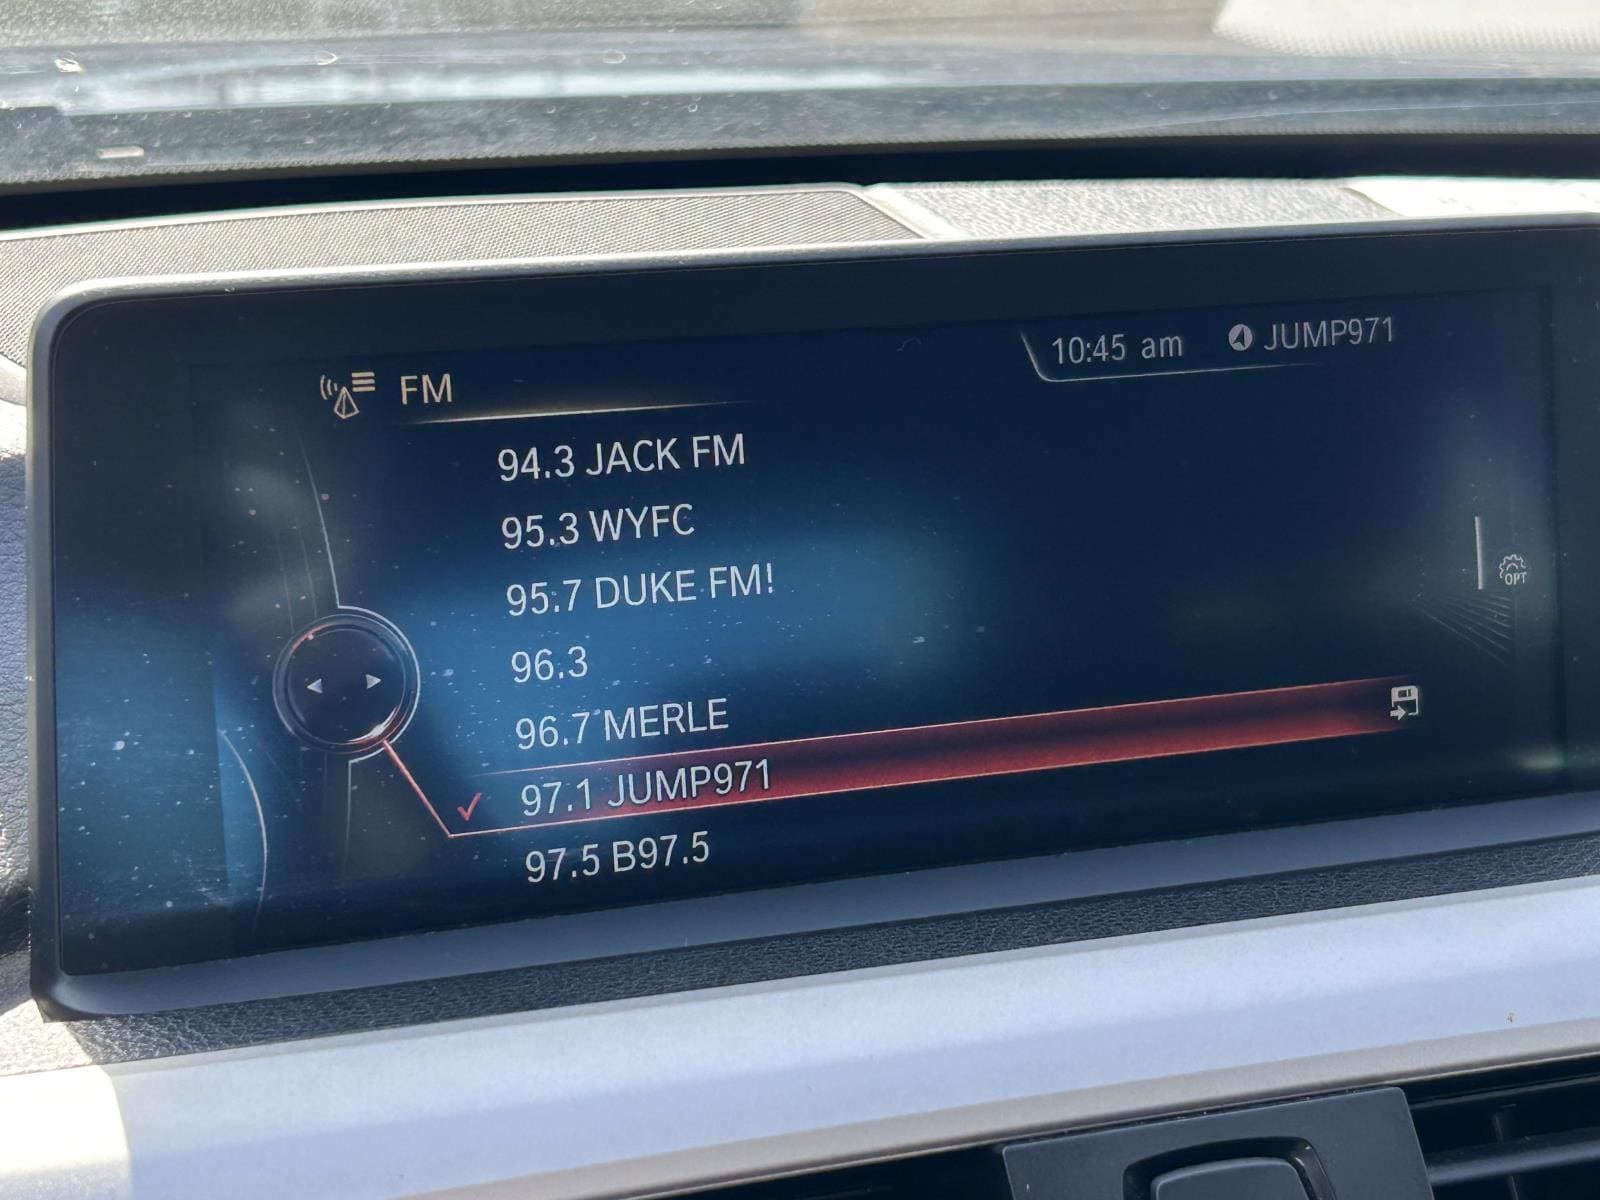 10:45 am JUMP971
FM
94.3 JACK FM
95.3 WYFC
95.7 DUKE FM!
96.3
96.7 MERLE
97.1 JUMP971
97.5 B97.5
OPT